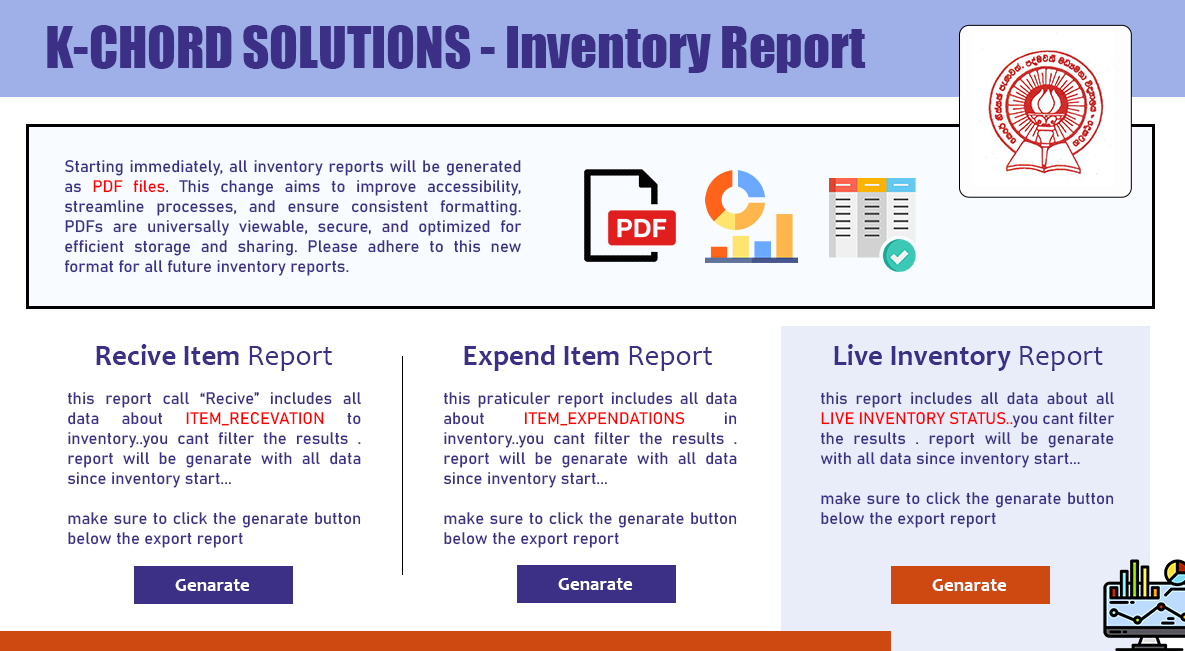 K-CHORD SOLUTIONS - Inventory Report
Starting immediately, all inventory reports will be generated
as PDF files. This change aims to improve accessibility,
streamline processes, and ensure consistent formatting.
PDFs are universally viewable, secure, and optimized for
efficient storage and sharing. Please adhere to this new
format for all future inventory reports.
PDF
Recive Item Report
this report call “Recive” includes all
data about ITEM_RECEVATION to
inventory..you cant filter the results .
report will be genarate with all data
since inventory start...
make sure to click the genarate button
below the export report
Genarate
Expend Item Report
this praticuler report includes all data
about ITEM_EXPENDATIONS in
inventory..you cant filter the results .
report will be genarate with all data
since inventory start...
make sure to click the genarate button
below the export report
Genarate
Live Inventory Report
this report includes all data about all
LIVE INVENTORY STATUS..you cant filter
the results . report will be genarate
with all data since inventory start...
make sure to click the genarate button
below the export report
Genarate